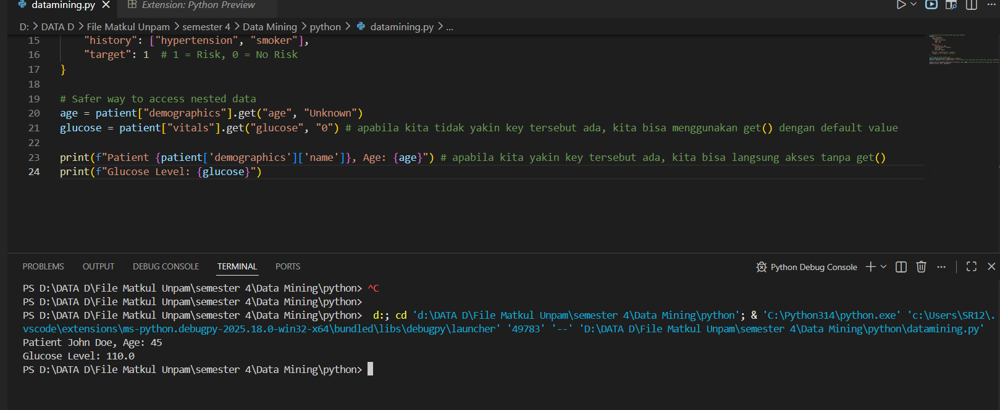 datamining.py
Extension: Python Preview
D: > DATA D > File Matkul Unpam > semester 4 > Data Mining > python > datamining.py > ...
15 "history": ["hypertension", "smoker"],
16 "target": 1  # 1 = Risk, 0 = No Risk
17 }
18
19 # Safer way to access nested data
20 age = patient["demographics"].get("age", "Unknown")
21 glucose = patient["vitals"].get("glucose", "0") # apabila kita tidak yakin key tersebut ada, kita bisa menggunakan get() dengan default value
22
23 print(f"Patient {patient['demographics']['name']}, Age: {age}") # apabila kita yakin key tersebut ada, kita bisa langsung akses tanpa get()
24 print(f"Glucose Level: {glucose}")
PROBLEMS OUTPUT DEBUG CONSOLE TERMINAL PORTS Python Debug Console
PS D:\DATA D\File Matkul Unpam\semester 4\Data Mining\python> ^C
PS D:\DATA D\File Matkul Unpam\semester 4\Data Mining\python>
PS D:\DATA D\File Matkul Unpam\semester 4\Data Mining\python>  d:; cd 'd:\DATA D\File Matkul Unpam\semester 4\Data Mining\python'; & 'C:\Python314\python.exe' 'c:\Users\SR12\.
vscode\extensions\ms-python.debugpy-2025.18.0-win32-x64\bundled\libs\debugpy\launcher' '49783' '--' 'D:\DATA D\File Matkul Unpam\semester 4\Data Mining\python\datamining.py'
Patient John Doe, Age: 45
Glucose Level: 110.0
PS D:\DATA D\File Matkul Unpam\semester 4\Data Mining\python>